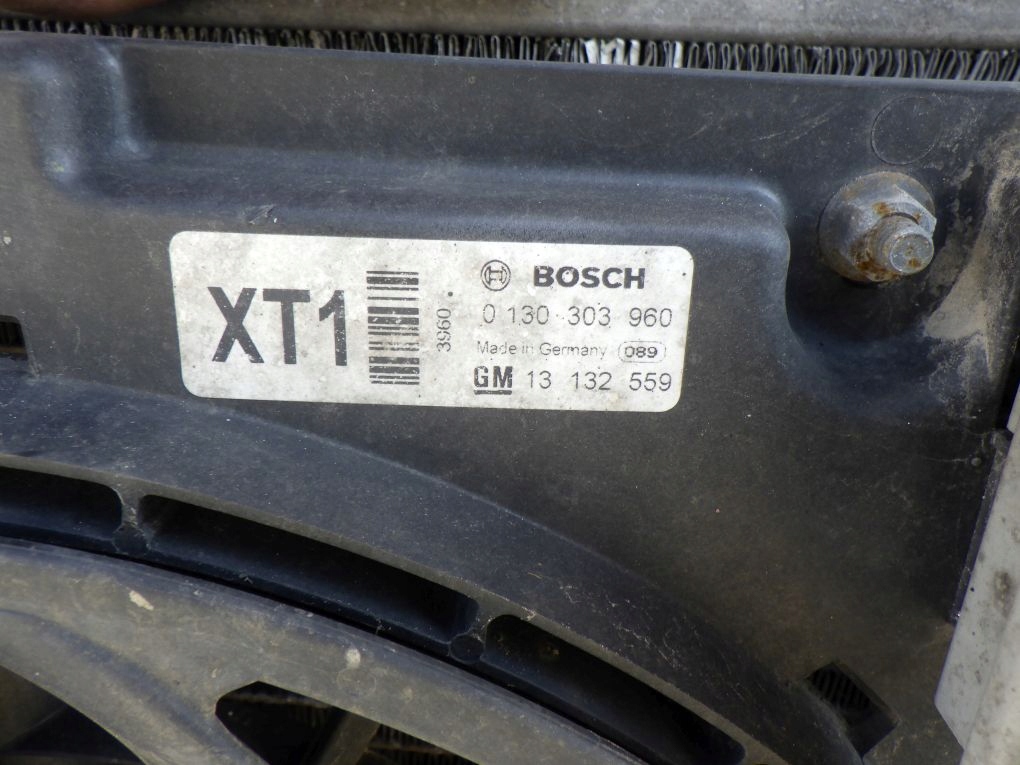 XT1
3960.
BOSCH
0 130 303 960
Made in Germany 089
GM 13 132 559